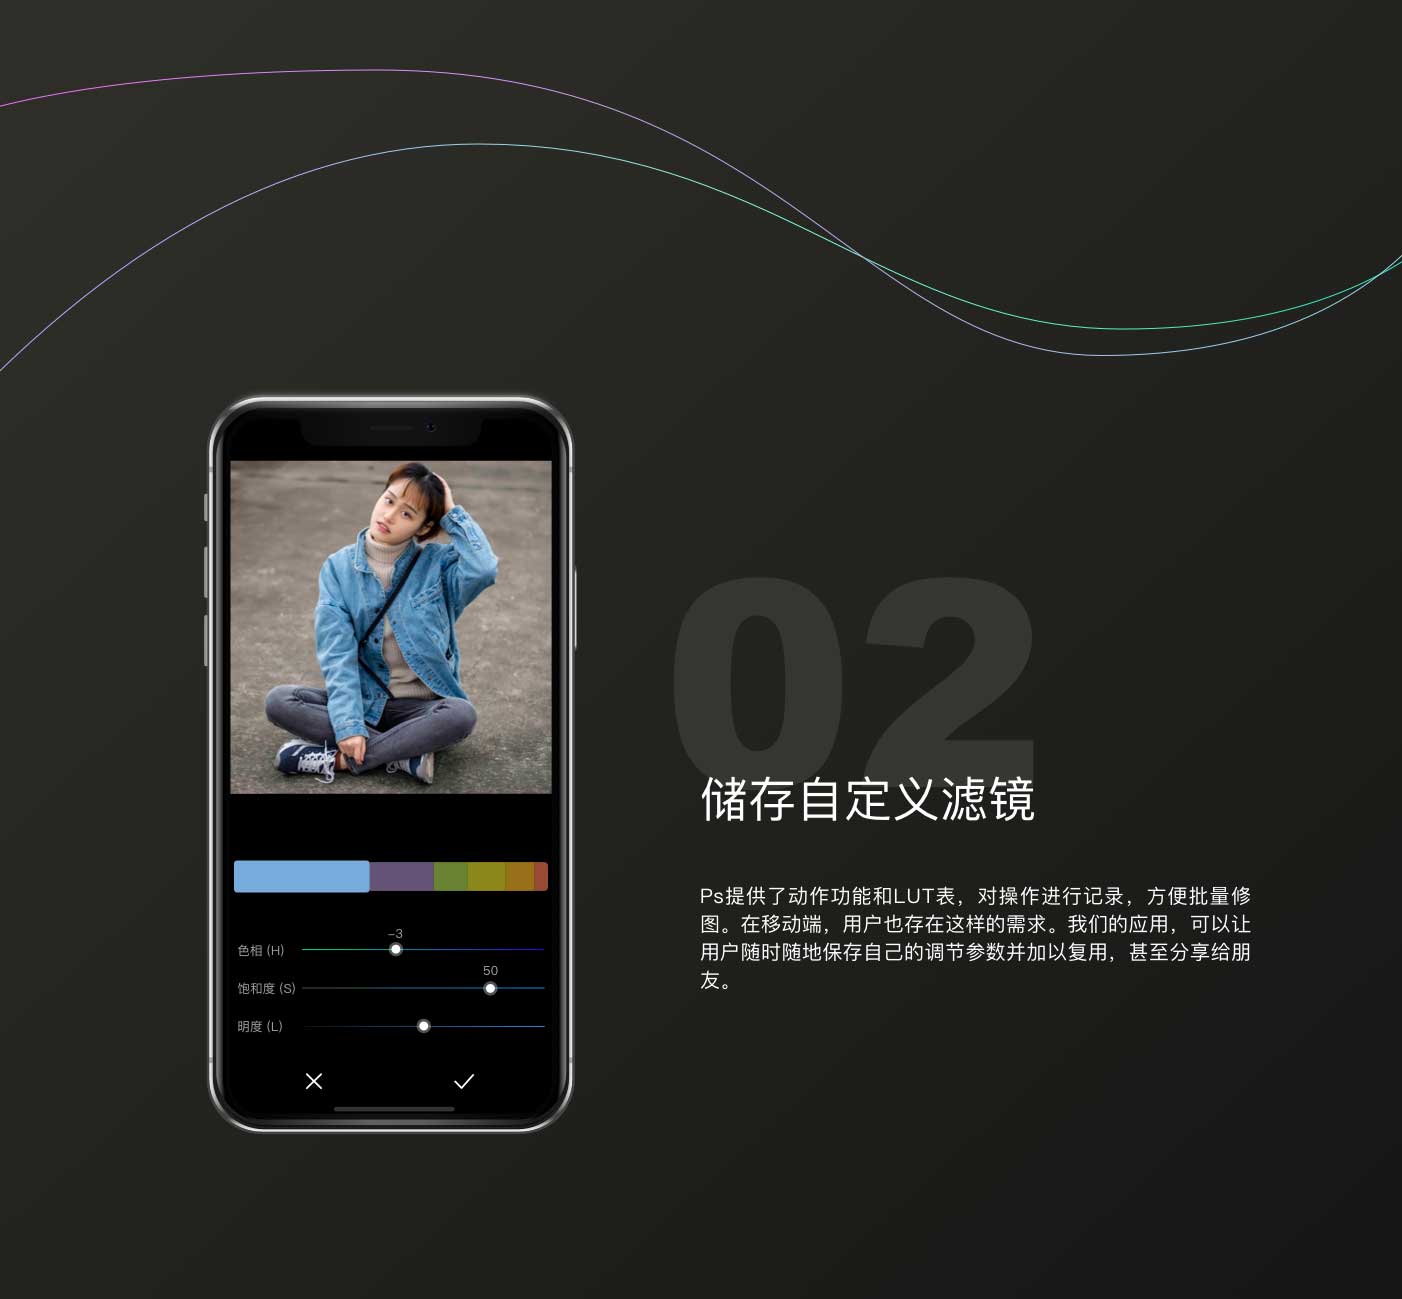 02
储存自定义滤镜
Ps提供了动作功能和LUT表，对操作进行记录，方便批量修
图。在移动端，用户也存在这样的需求。我们的应用，可以让
用户随时随地保存自己的调节参数并加以复用，甚至分享给朋
友。
-3
色相 (H)
50
饱和度 (S)
明度 (L)